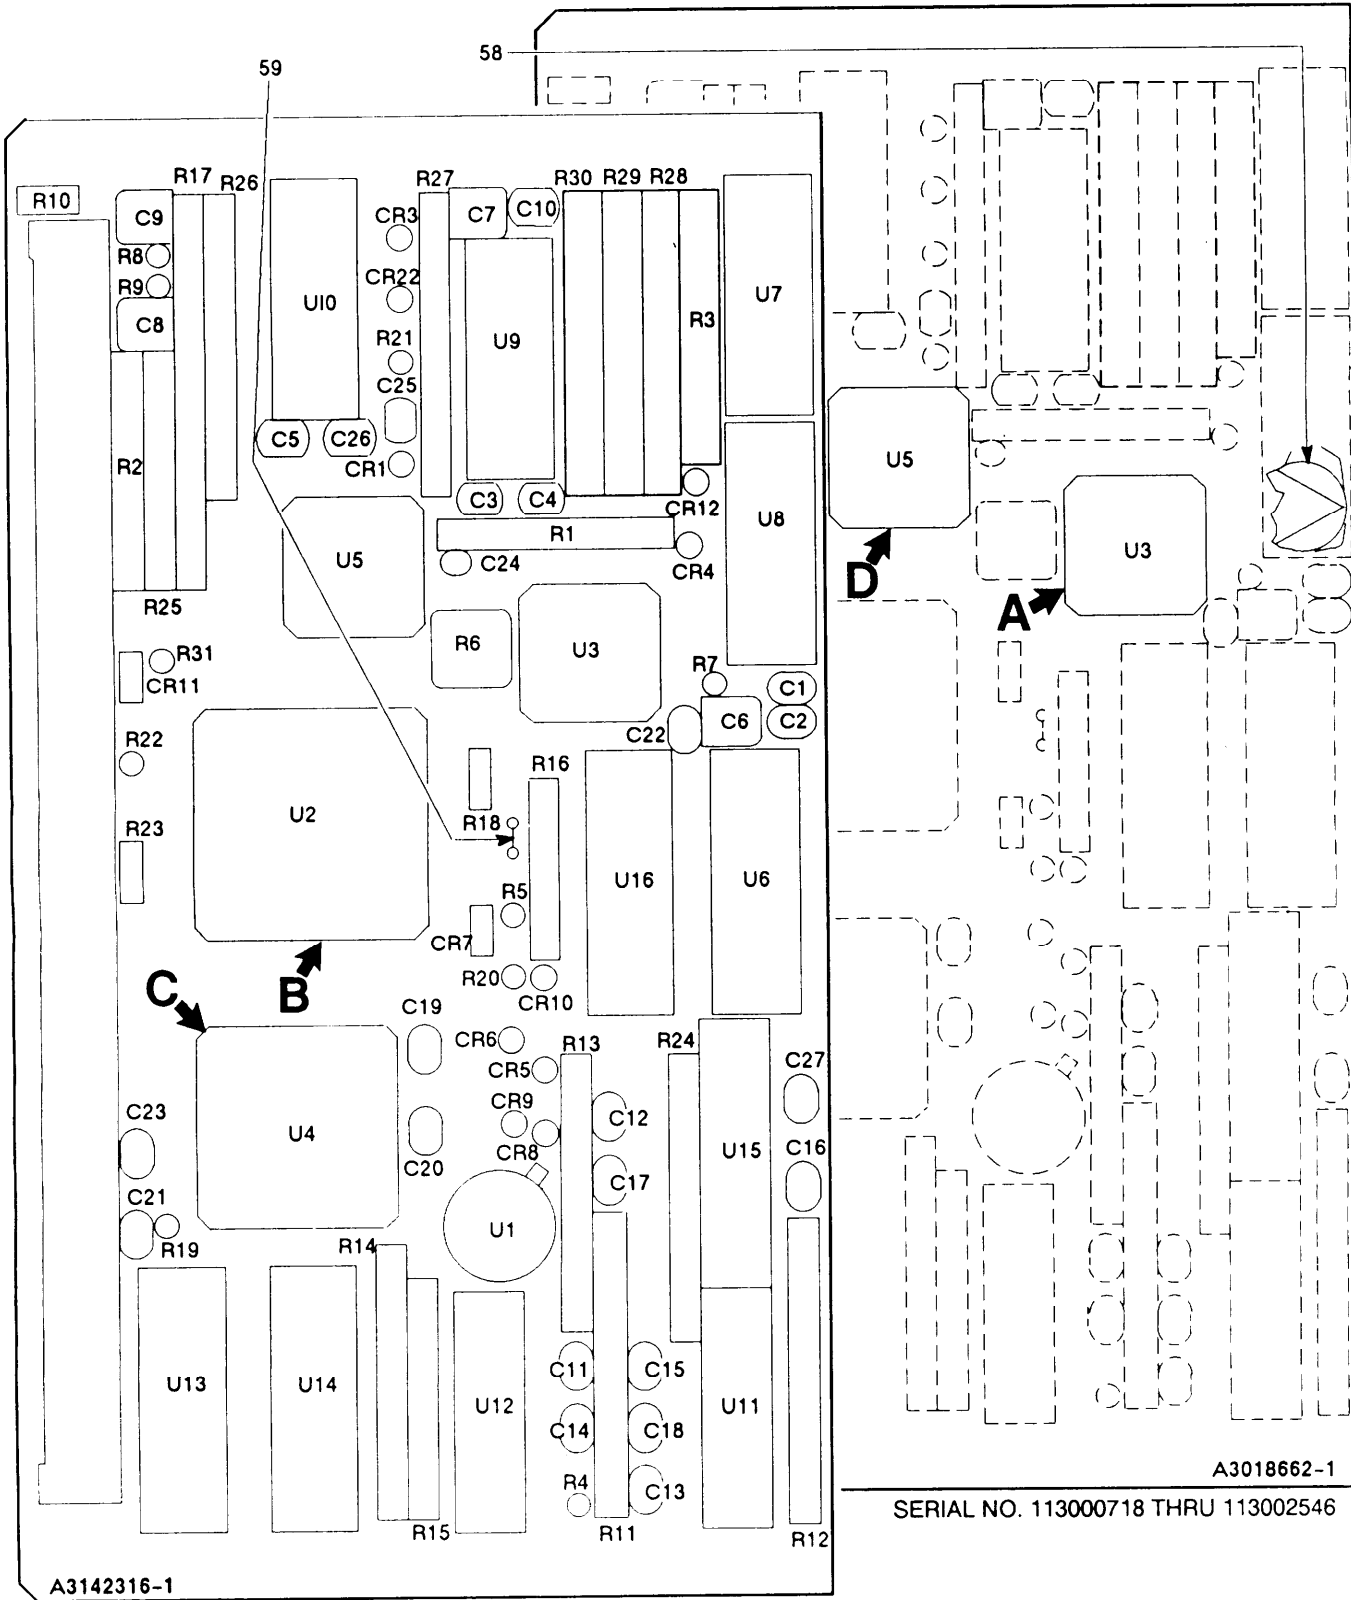 58
59
R17
R26
R10
C9
R27
C7
C10
R30
R29
R28
CR3
R8
R9
CR22
U10
U7
C8
R21
U9
R3
C25
C5
C26
CR1
R2
C3
C4
CR12
U8
U5
R1
C24
CR4
U5
D
U3
A
R25
R31
CR11
R6
U3
R7
C1
C6
C2
C22
R22
R16
U2
R18
R23
R5
U16
U6
CR7
R20
CR10
C
B
C19
CR6
R13
R24
CR5
C27
C23
CR9
C12
U4
CR8
U15
C20
C16
C17
C21
U1
R19
R14
C11
C15
U13
U14
U12
U11
C14
C18
R4
C13
R15
R11
R12
A3018662-1
SERIAL NO. 113000718 THRU 113002546
A3142316-1